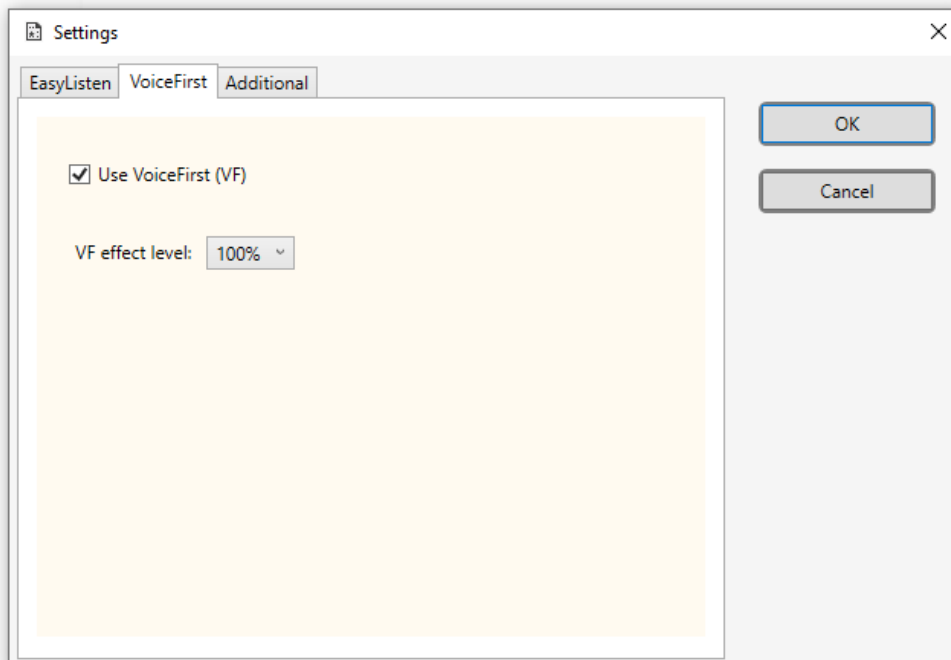 Settings
EasyListen VoiceFirst Additional
OK
Use VoiceFirst (VF)
Cancel
VF effect level: 100%